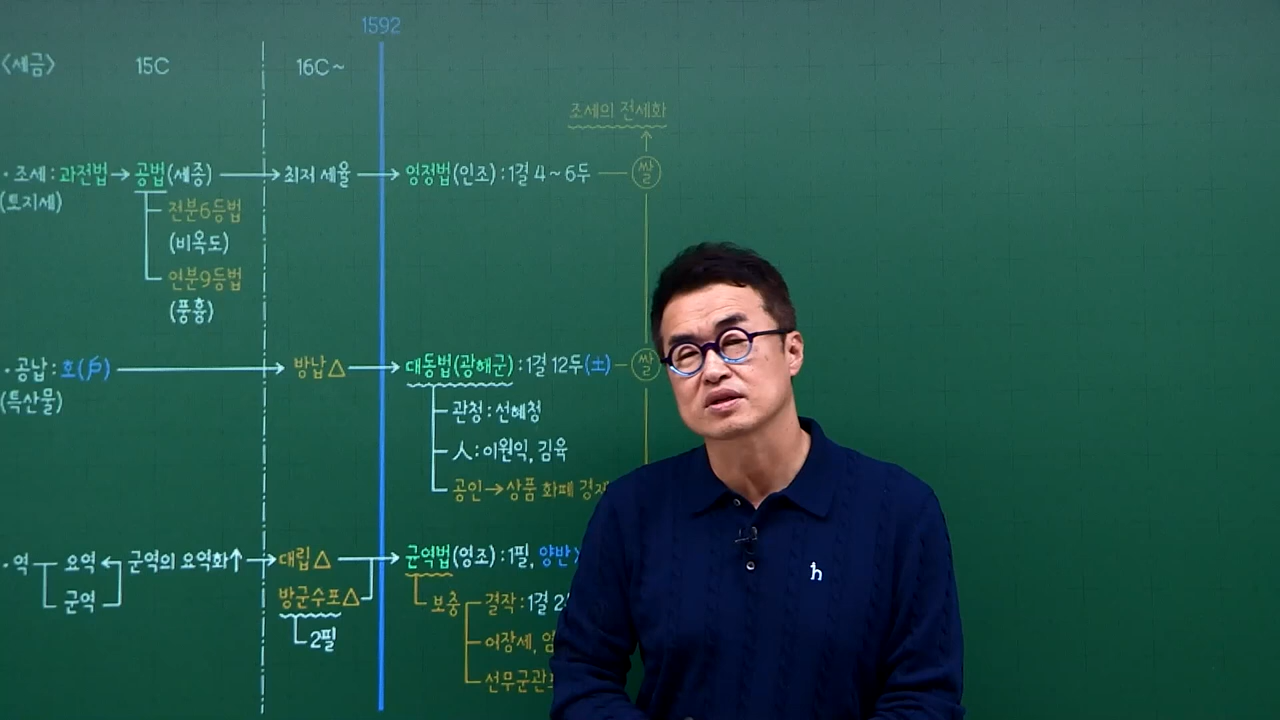 1592
<세금> 15C 16C~
조세의 전세화
· 조세 : 과전법 → 공법(세종) → 최저 세율 → 영정법(인조) : 1결 4~6두 쌀
(토지세)
전분6등법
(비옥도)
연분9등법
(풍흉)
· 공납 : 호(戶) → 방납△ → 대동법(광해군) : 1결 12두(土) 쌀
(특산물)
관청 : 선혜청
人 : 이원익, 김육
공인→상품 화폐
· 역 요역 ← 군역의 요역화↑ → 대립△ → 균역법(영조) : 1필, 양반
군역
방군수포△
2필
보충
결작 : 1결 2
어장세,
선무군관
h